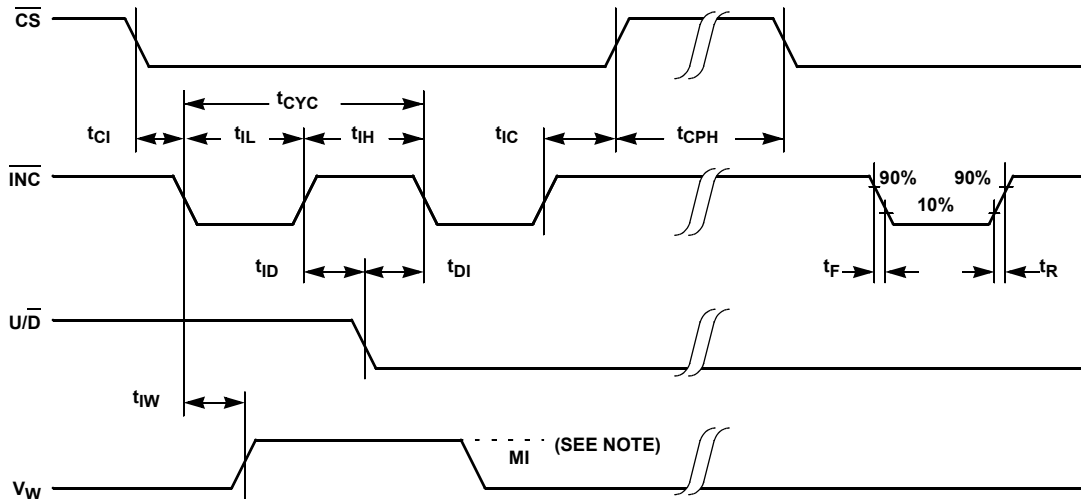 CS
tCYC
tCI tIL tIH tIC tCPH
INC
90% 90%
10%
tID tDI tF tR
U/D
tIW
(SEE NOTE)
MI
VW